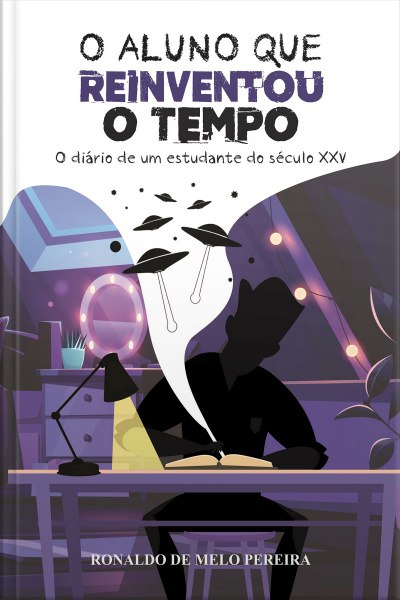 O ALUNO QUE
REINVENTOU
O TEMPO
O diário de um estudante do século XXV
RONALDO DE MELO PEREIRA